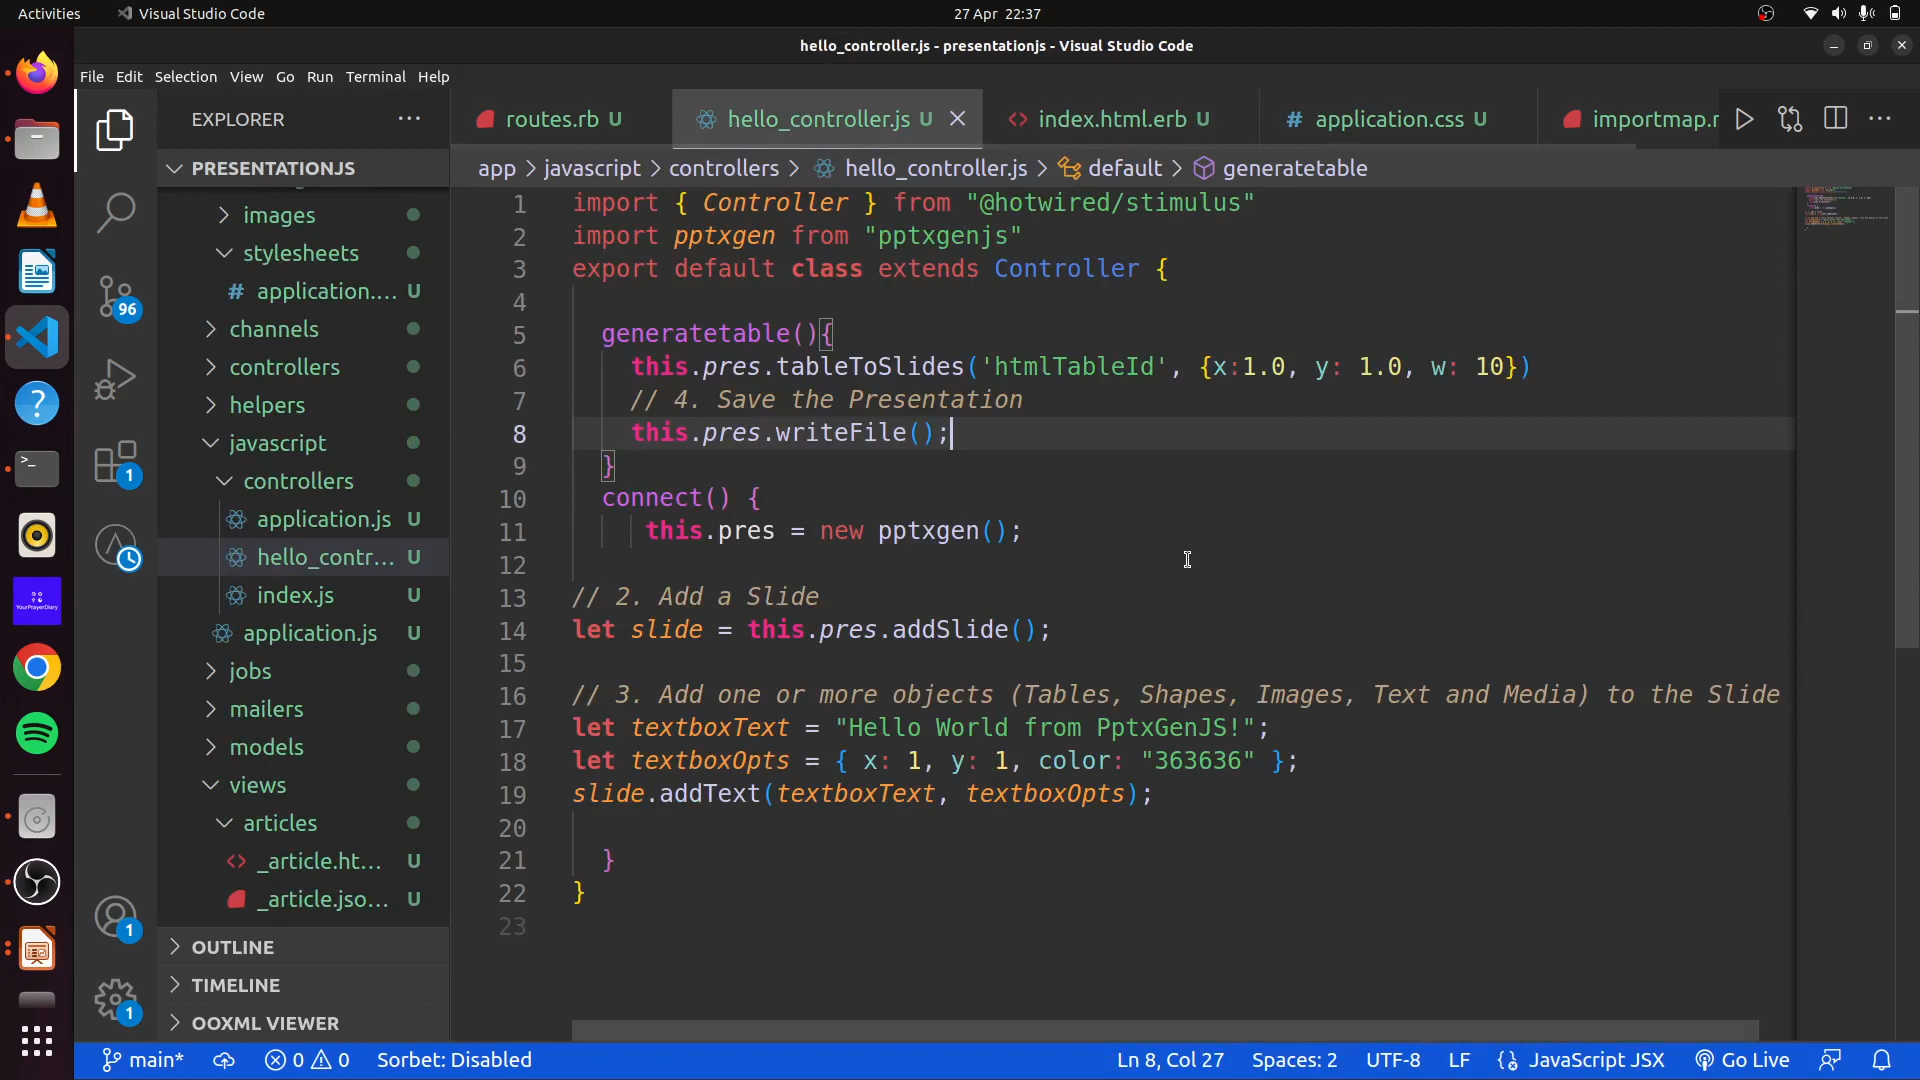 Activities
Visual Studio Code
27 Apr 22:37
hello_controller.js - presentationjs - Visual Studio Code
File Edit Selection View Go Run Terminal Help
EXPLORER
routes.rb U
hello_controller.js U
index.html.erb U
# application.css U
importmap.r
PRESENTATIONJS
app > javascript > controllers > hello_controller.js > default > generatetable
images
stylesheets
# application.... U
channels
controllers
helpers
javascript
controllers
application.js U
hello_contr... U
index.js U
application.js U
jobs
mailers
models
views
articles
_article.ht... U
_article.jso... U
OUTLINE
TIMELINE
OOXML VIEWER
96
1
1
1
YourPrayerDiary
1 import { Controller } from "@hotwired/stimulus"
2 import pptxgen from "pptxgenjs"
3 export default class extends Controller {
4
5 generatetable(){
6 this.pres.tableToSlides('htmlTableId', {x:1.0, y: 1.0, w: 10})
7 // 4. Save the Presentation
8 this.pres.writeFile();
9 }
10 connect() {
11 this.pres = new pptxgen();
12
13 // 2. Add a Slide
14 let slide = this.pres.addSlide();
15
16 // 3. Add one or more objects (Tables, Shapes, Images, Text and Media) to the Slide
17 let textboxText = "Hello World from PptxGenJS!";
18 let textboxOpts = { x: 1, y: 1, color: "363636" };
19 slide.addText(textboxText, textboxOpts);
20
21 }
22 }
23
main* 0 0 Sorbet: Disabled
Ln 8, Col 27 Spaces: 2 UTF-8 LF JavaScript JSX Go Live